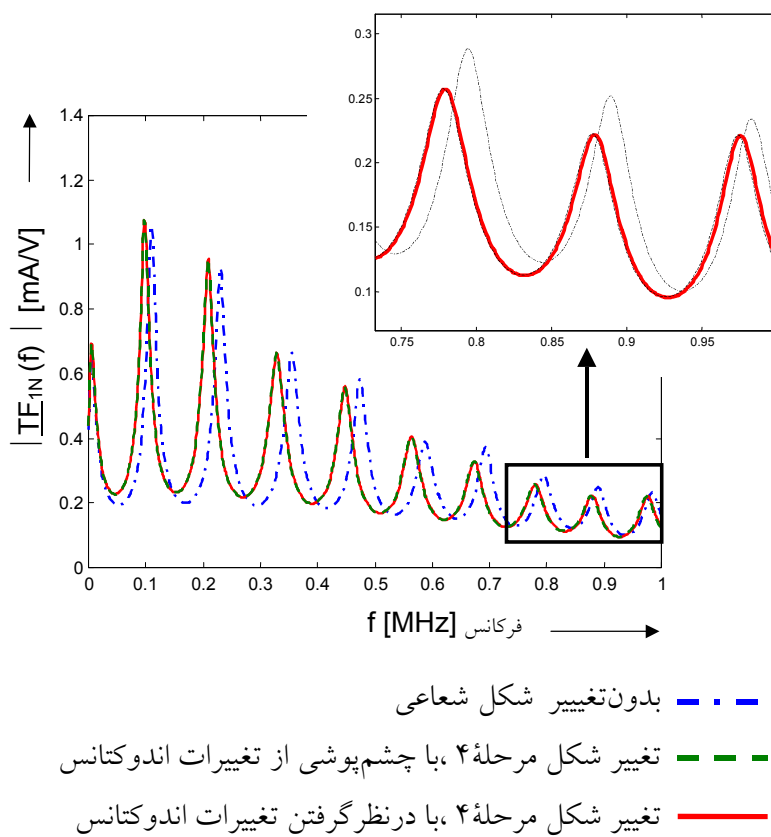 0.3
0.25
0.2
0.15
0.1
0.75 0.8 0.85 0.9 0.95
1.4
1.2
1
0.8
0.6
0.4
0.2
0
0 0.1 0.2 0.3 0.4 0.5 0.6 0.7 0.8 0.9 1
| TF1N (f) | [mA/V]
f [MHz] فرکانس
بدون‌تغیییر شکل شعاعی
تغییر شکل مرحلهٔ ۴ ،با چشم‌پوشی از تغییرات اندوکتانس
تغییر شکل مرحلهٔ ۴ ،با درنظرگرفتن تغییرات اندوکتانس